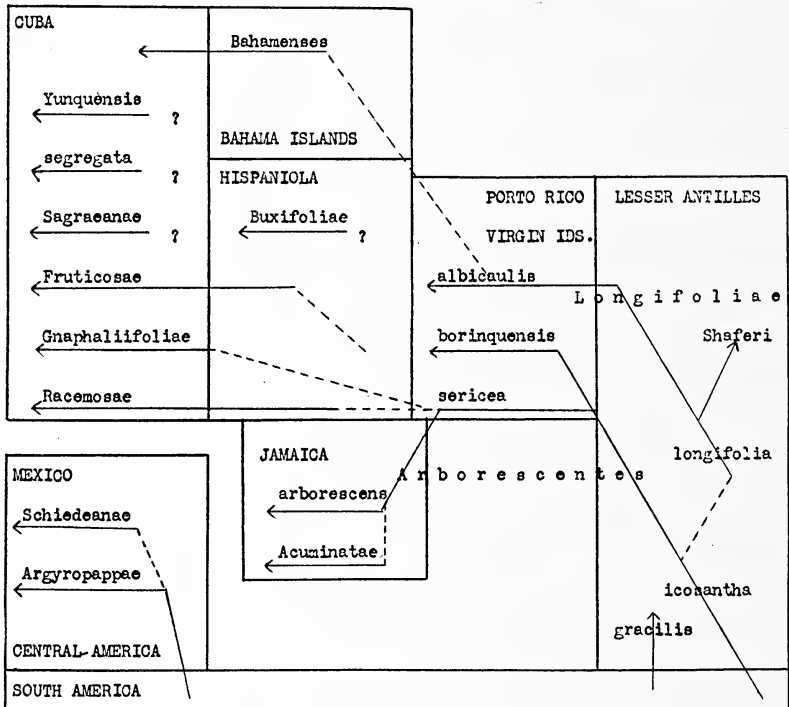 CUBA
Bahamenses
Yunquensis
?
BAHAMA ISLANDS
segregata
?
HISPANIOLA
PORTO RICO
VIRGIN IDS.
LESSER ANTILLES
Sagraeanae
?
Buxifoliae
?
Fruticosae
albicaulis
Longifoliae
Gnaphaliifoliae
borinquensis
Shaferi
Racemosae
sericea
JAMAICA
Arborescentes
longifolia
MEXICO
arborescens
Schiedeanae
Acuminatae
Argyropappae
icosantha
gracilis
CENTRAL-AMERICA
SOUTH AMERICA